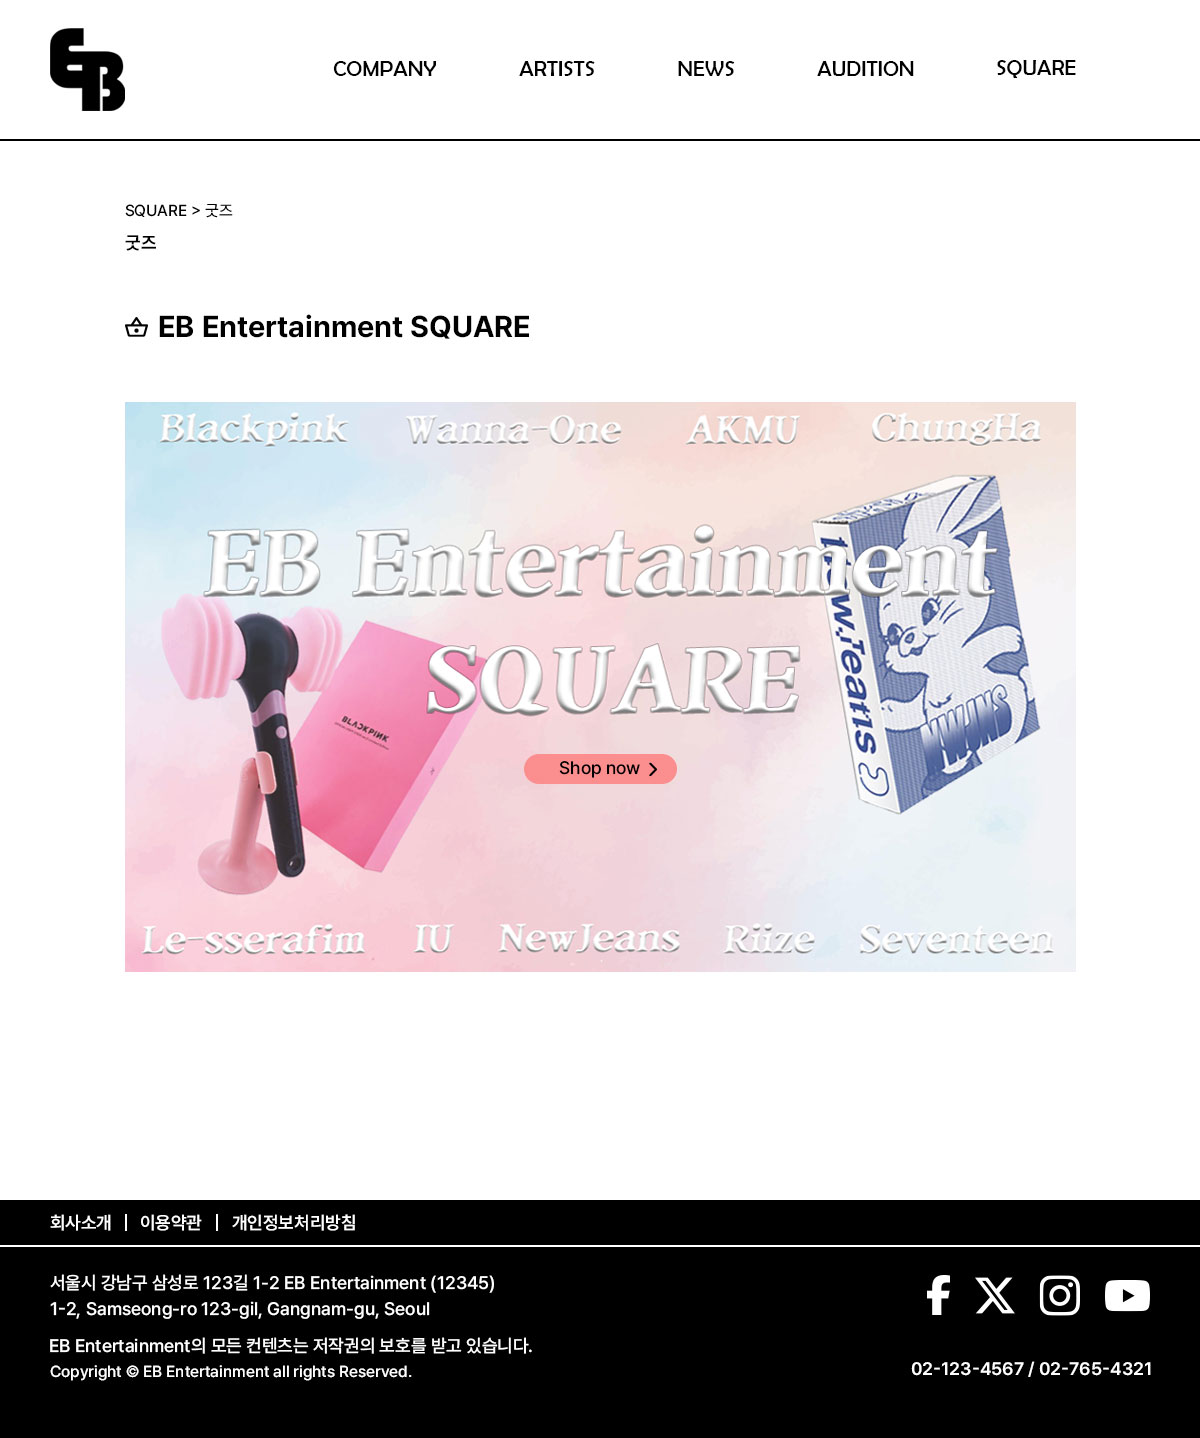 EB
COMPANY ARTISTS NEWS AUDITION SQUARE
SQUARE > 굿즈
굿즈
EB Entertainment SQUARE
Blackpink Wanna-One AKMU ChungHa
EB Entertainment
SQUARE
BLACKPINK
NWJNS
Shop now
Le-sserafim IU NewJeans Riize Seventeen
회사소개 | 이용약관 | 개인정보처리방침
서울시 강남구 삼성로 123길 1-2 EB Entertainment (12345)
1-2, Samseong-ro 123-gil, Gangnam-gu, Seoul
EB Entertainment의 모든 컨텐츠는 저작권의 보호를 받고 있습니다.
Copyright © EB Entertainment all rights Reserved.
02-123-4567 / 02-765-4321